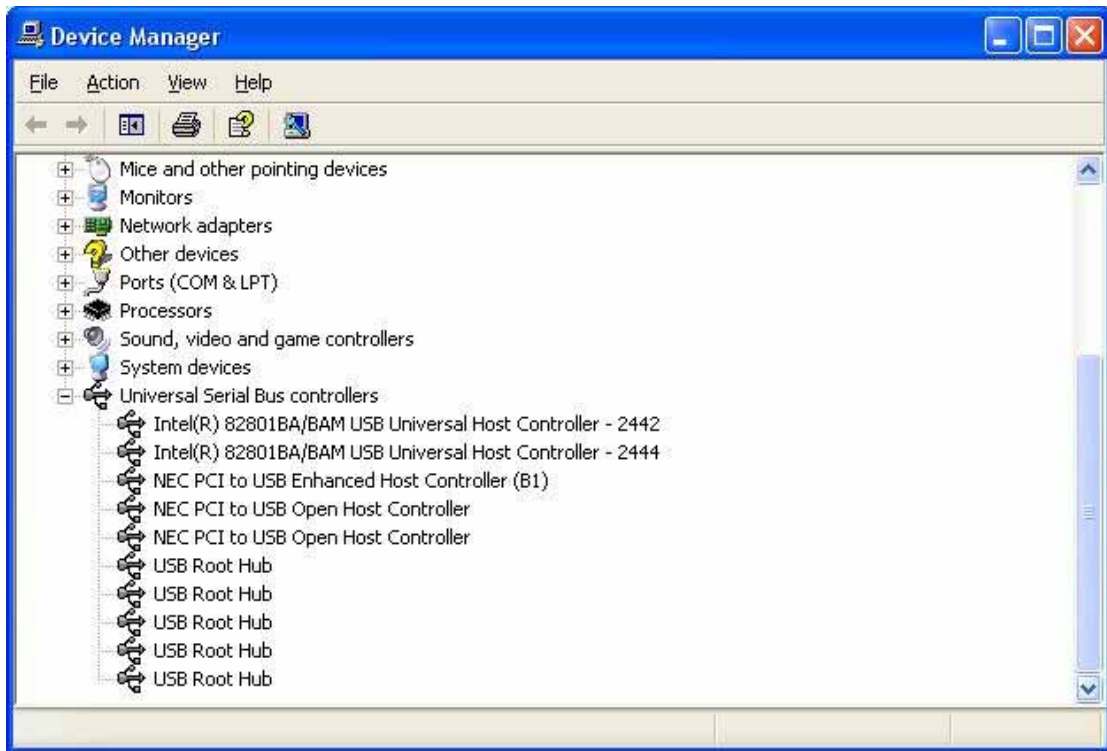 Device Manager
File Action View Help
Mice and other pointing devices
Monitors
Network adapters
Other devices
Ports (COM & LPT)
Processors
Sound, video and game controllers
System devices
Universal Serial Bus controllers
Intel(R) 82801BA/BAM USB Universal Host Controller - 2442
Intel(R) 82801BA/BAM USB Universal Host Controller - 2444
NEC PCI to USB Enhanced Host Controller (B1)
NEC PCI to USB Open Host Controller
NEC PCI to USB Open Host Controller
USB Root Hub
USB Root Hub
USB Root Hub
USB Root Hub
USB Root Hub